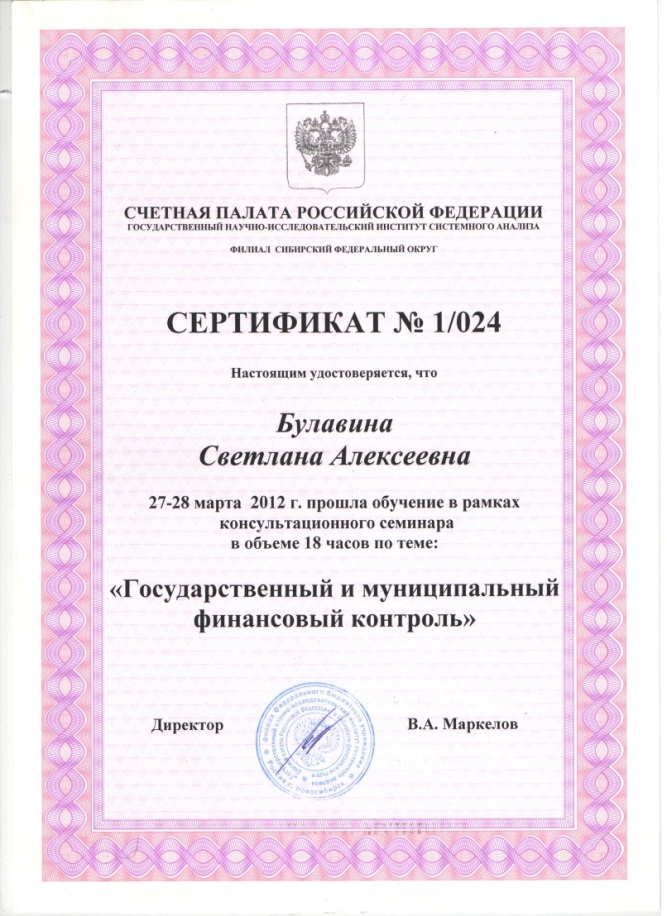 СЧЕТНАЯ ПАЛАТА РОССИЙСКОЙ ФЕДЕРАЦИИ
ГОСУДАРСТВЕННЫЙ НАУЧНО-ИССЛЕДОВАТЕЛЬСКИЙ ИНСТИТУТ СИСТЕМНОГО АНАЛИЗА
ФИЛИАЛ СИБИРСКИЙ ФЕДЕРАЛЬНЫЙ ОКРУГ
СЕРТИФИКАТ № 1/024
Настоящим удостоверяется, что
Булавина
Светлана Алексеевна
27-28 марта 2012 г. прошла обучение в рамках
консультационного семинара
в объеме 18 часов по теме:
«Государственный и муниципальный
финансовый контроль»
Директор
В.А. Маркелов